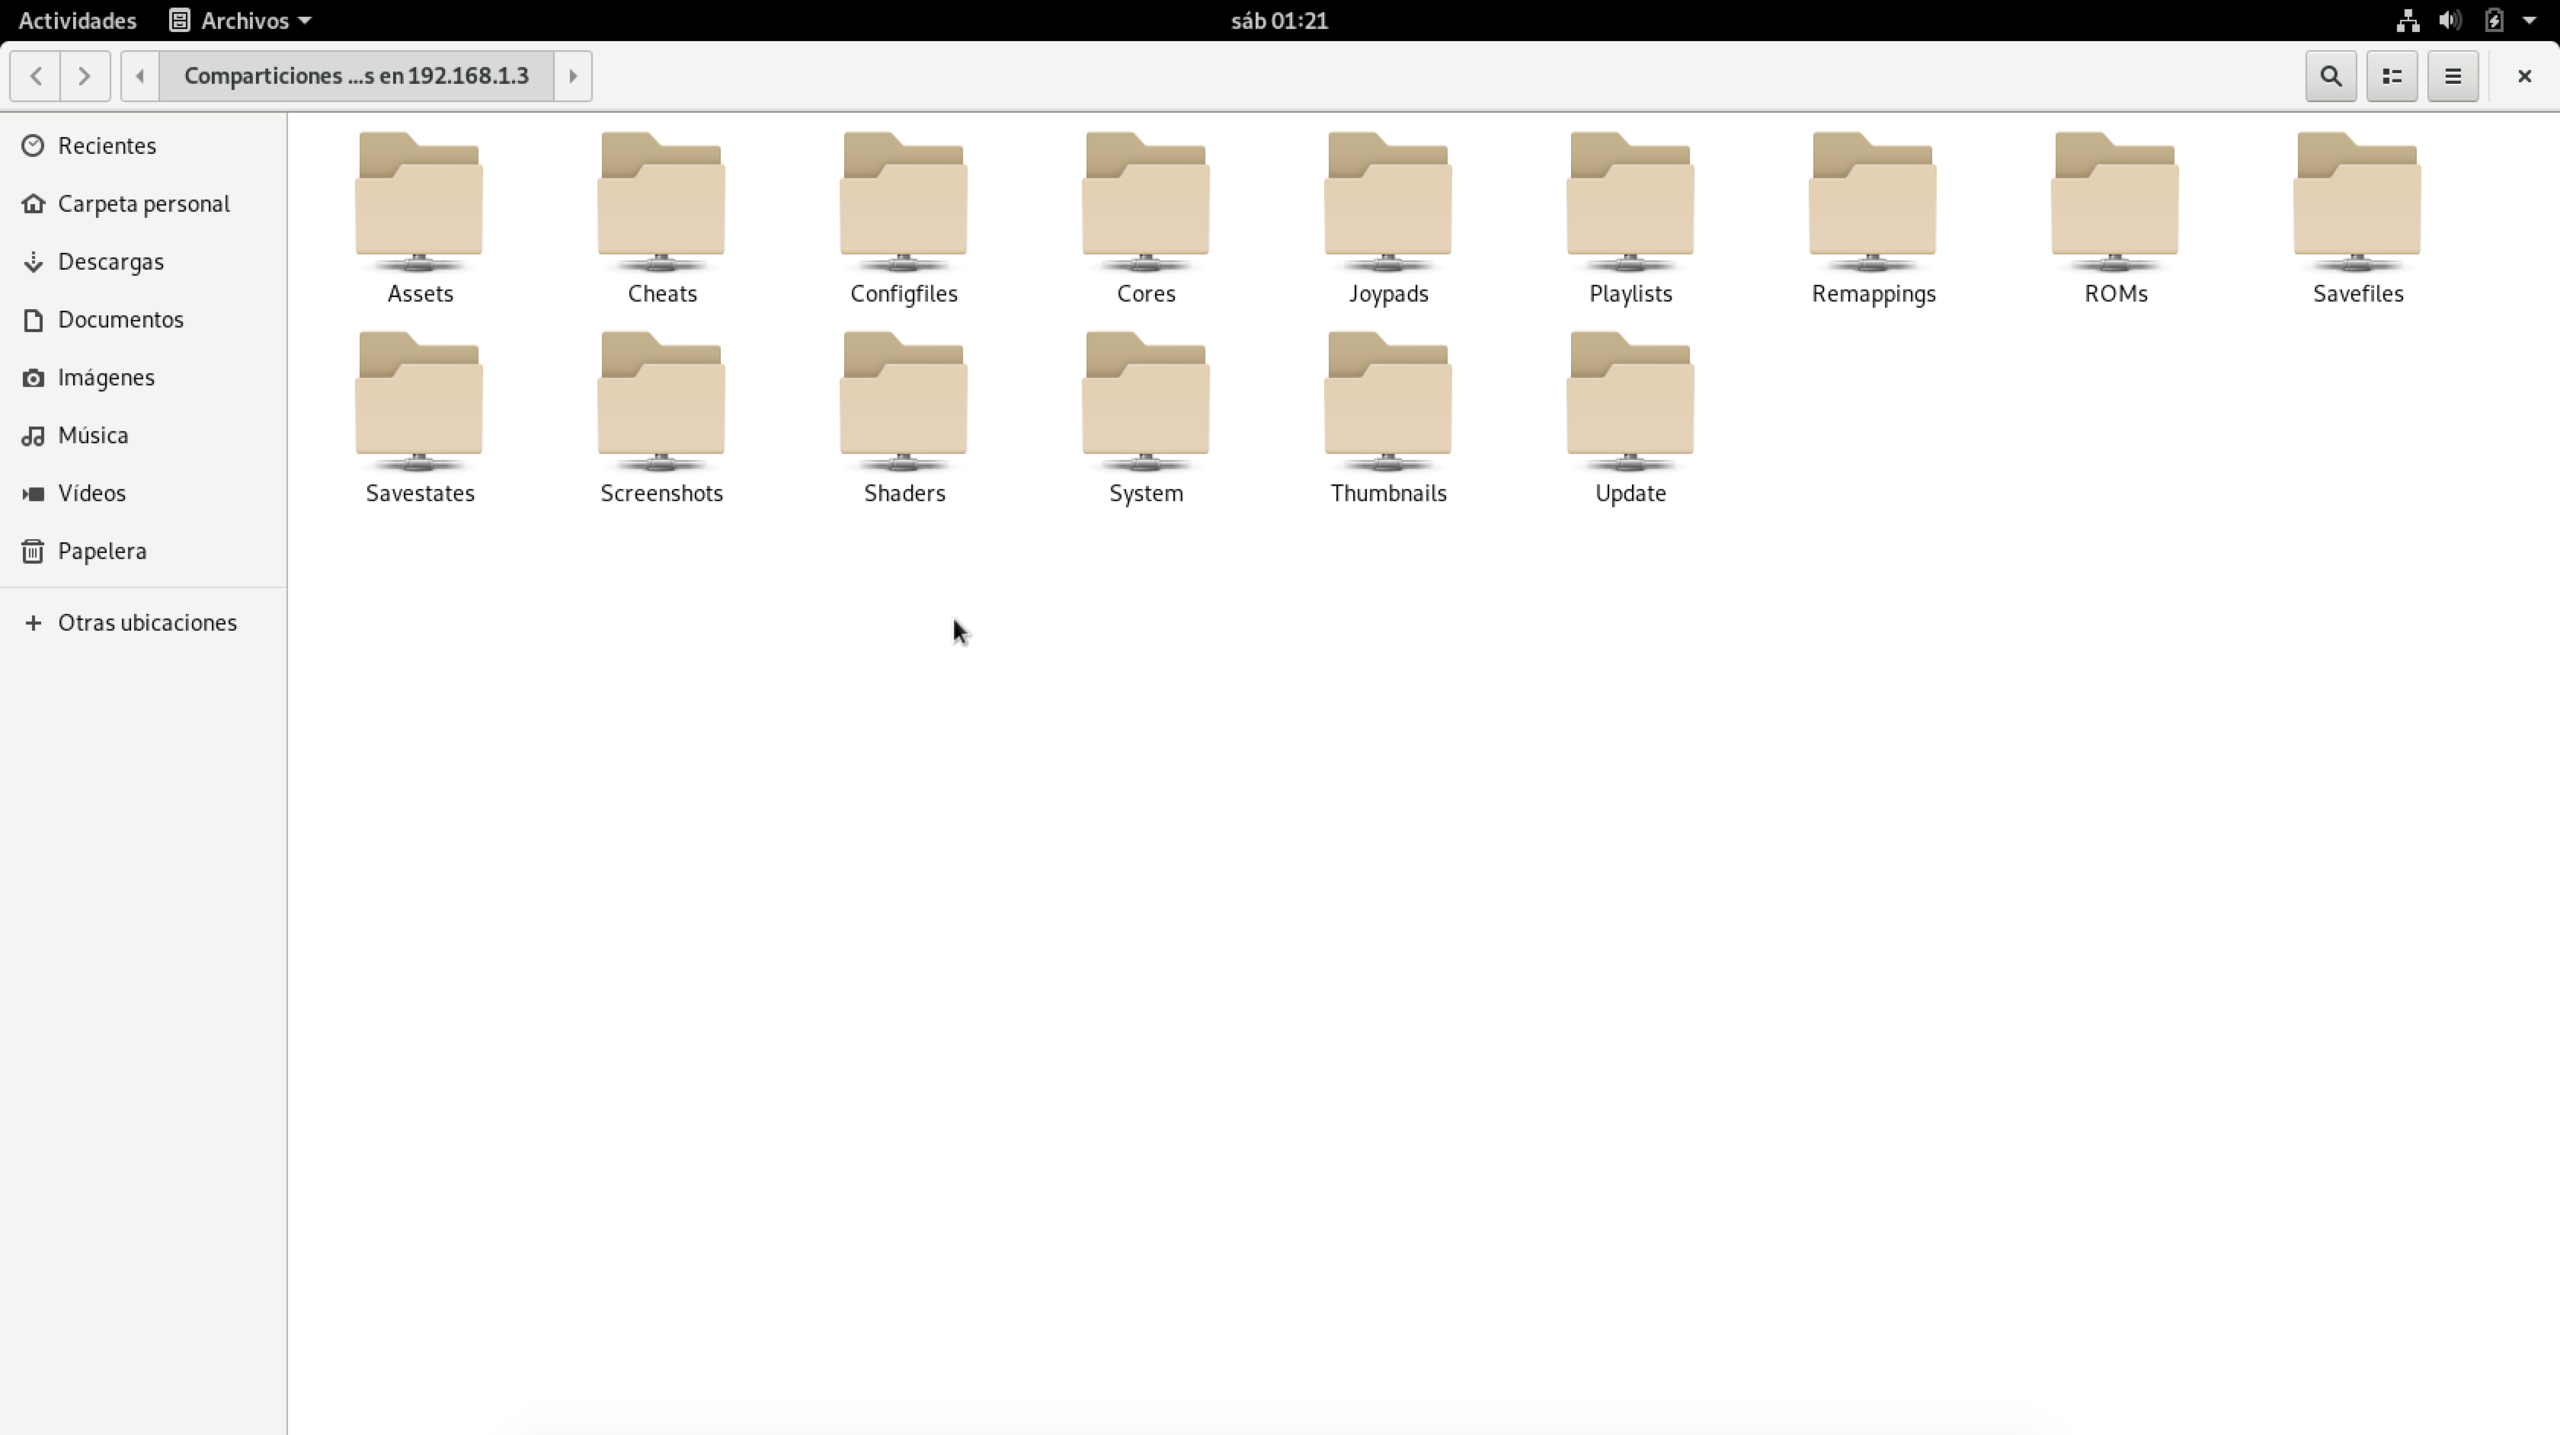 Actividades Archivos sáb 01:21
Comparticiones ...s en 192.168.1.3
Recientes
Carpeta personal
Descargas
Documentos
Imágenes
Música
Vídeos
Papelera
Otras ubicaciones
Assets Cheats Configfiles Cores Joypads Playlists Remappings ROMs Savefiles
Savestates Screenshots Shaders System Thumbnails Update